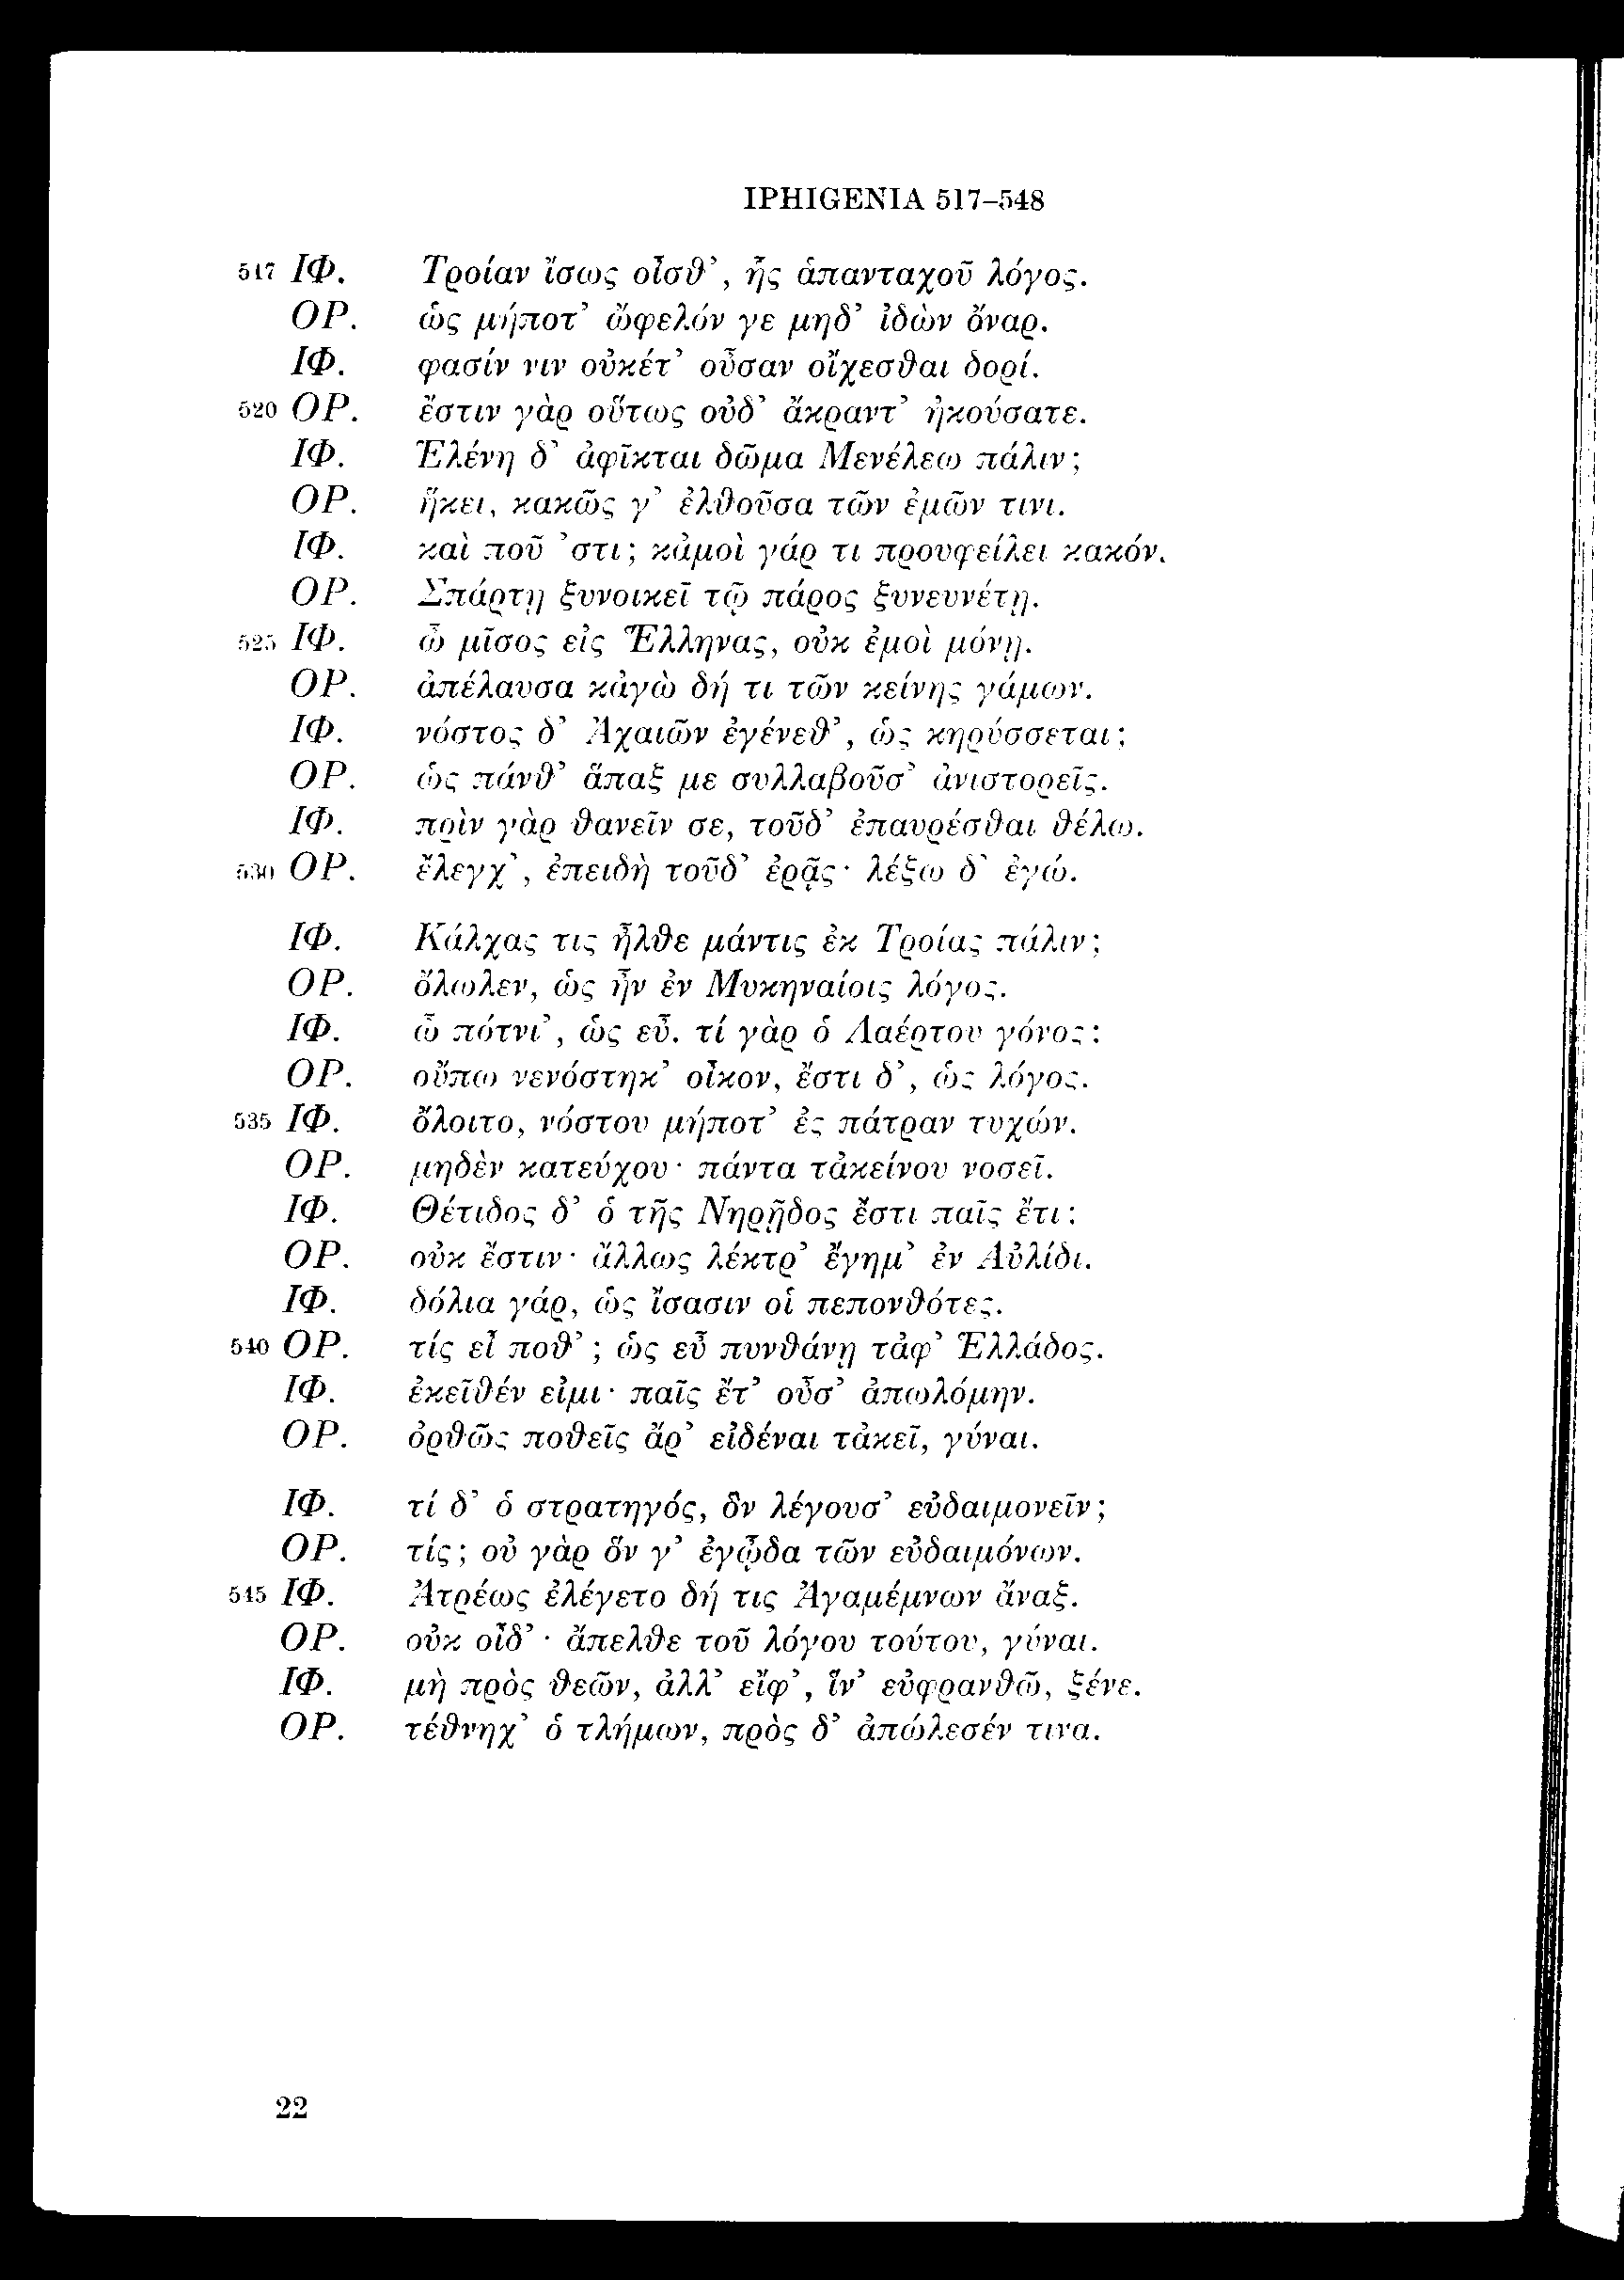 IPHIGENIA 517–548
517 ΙΦ. Τροίαν ἴσως οἶσθ’, ἧς ἁπανταχοῦ λόγος.
ΟΡ. ὡς μήποτ’ ὤφελόν γε μηδ’ ἰδὼν ὄναρ.
ΙΦ. φασίν νιν οὐκέτ’ οὖσαν οἴχεσθαι δορί.
520 ΟΡ. ἔστιν γὰρ οὕτως οὐδ’ ἄκραντ’ ἠκούσατε.
ΙΦ. Ἑλένη δ’ ἀφῖκται δῶμα Μενέλεω πάλιν;
ΟΡ. ἥκει, κακῶς γ’ ἐλθοῦσα τῶν ἐμῶν τινι.
ΙΦ. καὶ ποῦ ’στι; κἀμοὶ γάρ τι προυφείλει κακόν.
ΟΡ. Σπάρτῃ ξυνοικεῖ τῷ πάρος ξυνευνέτῃ.
525 ΙΦ. ὦ μῖσος εἰς Ἕλληνας, οὐκ ἐμοὶ μόνῃ.
ΟΡ. ἀπέλαυσα κἀγὼ δή τι τῶν κείνης γάμων.
ΙΦ. νόστος δ’ Ἀχαιῶν ἐγένεθ’, ὡς κηρύσσεται;
ΟΡ. ὡς πάνθ’ ἅπαξ με συλλαβοῦσ’ ἀνιστορεῖς.
ΙΦ. πρὶν γὰρ θανεῖν σε, τοῦδ’ ἐπαυρέσθαι θέλω.
530 ΟΡ. ἔλεγχ’, ἐπειδὴ τοῦδ’ ἐρᾷς· λέξω δ’ ἐγώ.
ΙΦ. Κάλχας τις ἦλθε μάντις ἐκ Τροίας πάλιν;
ΟΡ. ὄλωλεν, ὡς ἦν ἐν Μυκηναίοις λόγος.
ΙΦ. ὦ πότνι’, ὡς εὖ. τί γὰρ ὁ Λαέρτου γόνος;
ΟΡ. οὔπω νενόστηκ’ οἶκον, ἔστι δ’, ὡς λόγος.
535 ΙΦ. ὄλοιτο, νόστου μήποτ’ ἐς πάτραν τυχών.
ΟΡ. μηδὲν κατεύχου· πάντα τἀκείνου νοσεῖ.
ΙΦ. Θέτιδος δ’ ὁ τῆς Νηρῇδος ἔστι παῖς ἔτι;
ΟΡ. οὐκ ἔστιν· ἄλλως λέκτρ’ ἔγημ’ ἐν Αὐλίδι.
ΙΦ. δόλια γάρ, ὡς ἴσασιν οἱ πεπονθότες.
540 ΟΡ. τίς εἶ ποθ’; ὡς εὖ πυνθάνῃ τἀφ’ Ἑλλάδος.
ΙΦ. ἐκεῖθέν εἰμι· παῖς ἔτ’ οὖσ’ ἀπωλόμην.
ΟΡ. ὀρθῶς ποθεῖς ἄρ’ εἰδέναι τἀκεῖ, γύναι.
ΙΦ. τί δ’ ὁ στρατηγός, ὃν λέγουσ’ εὐδαιμονεῖν;
ΟΡ. τίς; οὐ γὰρ ὅν γ’ ἐγᾦδα τῶν εὐδαιμόνων.
545 ΙΦ. Ἀτρέως ἐλέγετο δή τις Ἀγαμέμνων ἄναξ.
ΟΡ. οὐκ οἶδ’· ἄπελθε τοῦ λόγου τούτου, γύναι.
ΙΦ. μὴ πρὸς θεῶν, ἀλλ’ εἴφ’, ἵν’ εὐφρανθῶ, ξένε.
ΟΡ. τέθνηχ’ ὁ τλήμων, πρὸς δ’ ἀπώλεσέν τινα.
22